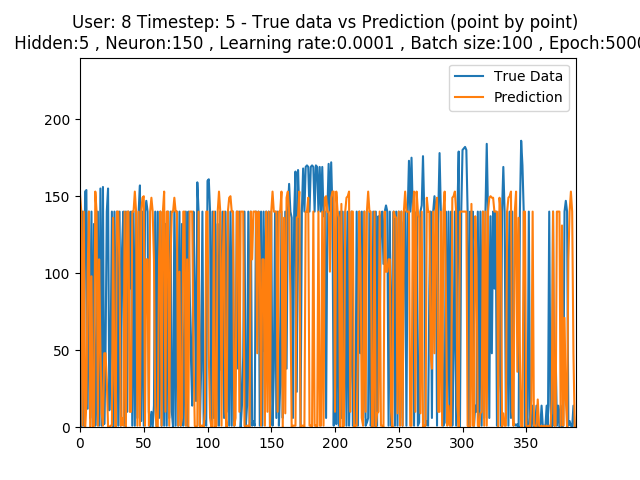 User: 8 Timestep: 5 - True data vs Prediction (point by point)
Hidden:5 , Neuron:150 , Learning rate:0.0001 , Batch size:100 , Epoch:5000
True Data
Prediction
200
150
100
50
0
0 50 100 150 200 250 300 350